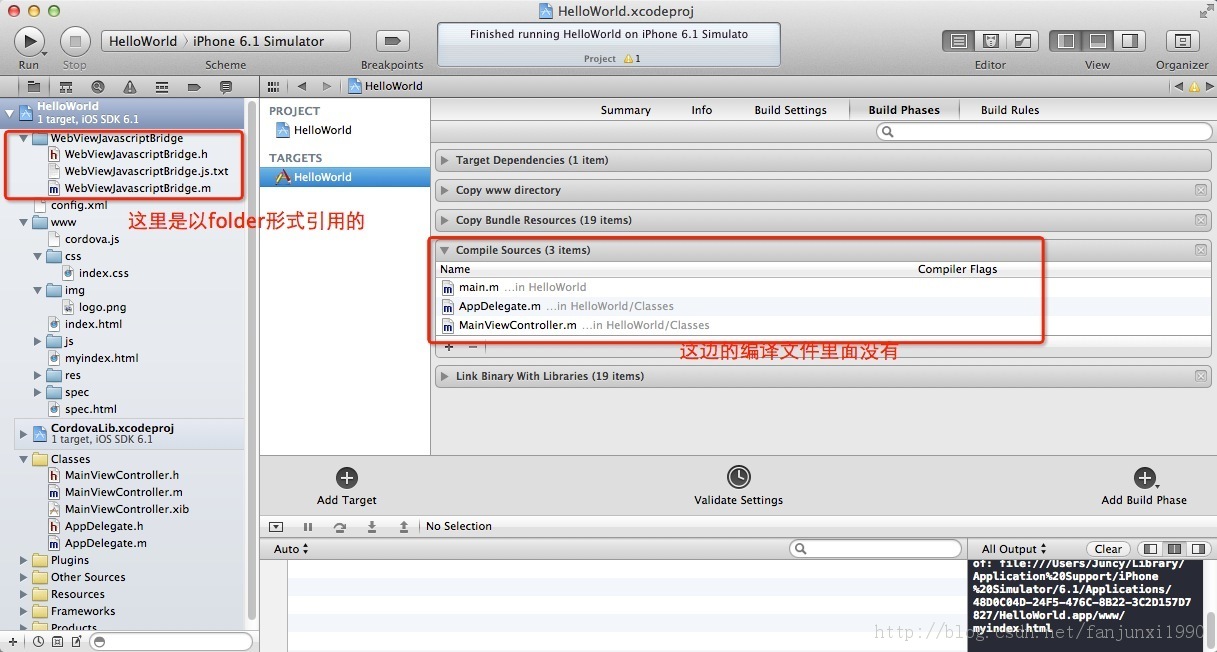 HelloWorld.xcodeproj
Run
Stop
HelloWorld › iPhone 6.1 Simulator
Scheme
Breakpoints
Finished running HelloWorld on iPhone 6.1 Simulato
Project 1
Editor
View
Organizer
HelloWorld
HelloWorld
1 target, iOS SDK 6.1
WebViewJavascriptBridge
WebViewJavascriptBridge.h
WebViewJavascriptBridge.js.txt
WebViewJavascriptBridge.m
config.xml
这里是以folder形式引用的
www
cordova.js
css
index.css
img
logo.png
index.html
js
myindex.html
res
spec
spec.html
CordovaLib.xcodeproj
1 target, iOS SDK 6.1
Classes
MainViewController.h
MainViewController.m
MainViewController.xib
AppDelegate.h
AppDelegate.m
Plugins
Other Sources
Resources
Frameworks
Products
PROJECT
HelloWorld
TARGETS
HelloWorld
Summary
Info
Build Settings
Build Phases
Build Rules
Target Dependencies (1 item)
Copy www directory
Copy Bundle Resources (19 items)
Compile Sources (3 items)
Name
Compiler Flags
main.m ...in HelloWorld
AppDelegate.m ...in HelloWorld/Classes
MainViewController.m ...in HelloWorld/Classes
这边的编译文件里面没有
Link Binary With Libraries (19 items)
Add Target
Validate Settings
Add Build Phase
No Selection
Auto
All Output
Clear
of: file:///Users/Juncy/Library/
Application%20Support/iPhone
%20Simulator/6.1/Applications/
48D0C04D-24F5-476C-8B22-3C2D157D7
827/HelloWorld.app/www/
myindex.html
http://blog.csdn.net/fanjunxi1990